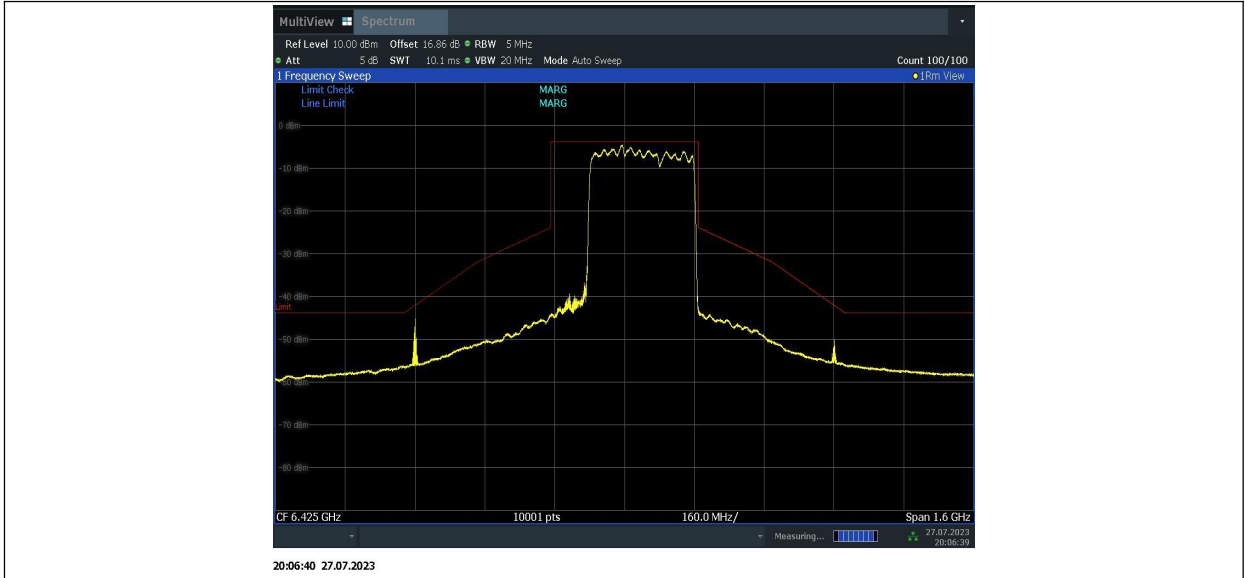 MultiView Spectrum
Ref Level 10.00 dBm Offset 16.86 dB RBW 5 MHz
Att 5 dB SWT 10.1 ms VBW 20 MHz Mode Auto Sweep Count 100/100
1 Frequency Sweep 1Rm View
Limit Check MARG
Line Limit MARG
0 dBm
-10 dBm
-20 dBm
-30 dBm
-40 dBm
Limit
-50 dBm
-60 dBm
-70 dBm
-80 dBm
CF 6.425 GHz 10001 pts 160.0 MHz/ Span 1.6 GHz
Measuring... 27.07.2023
20:06:39
20:06:40 27.07.2023